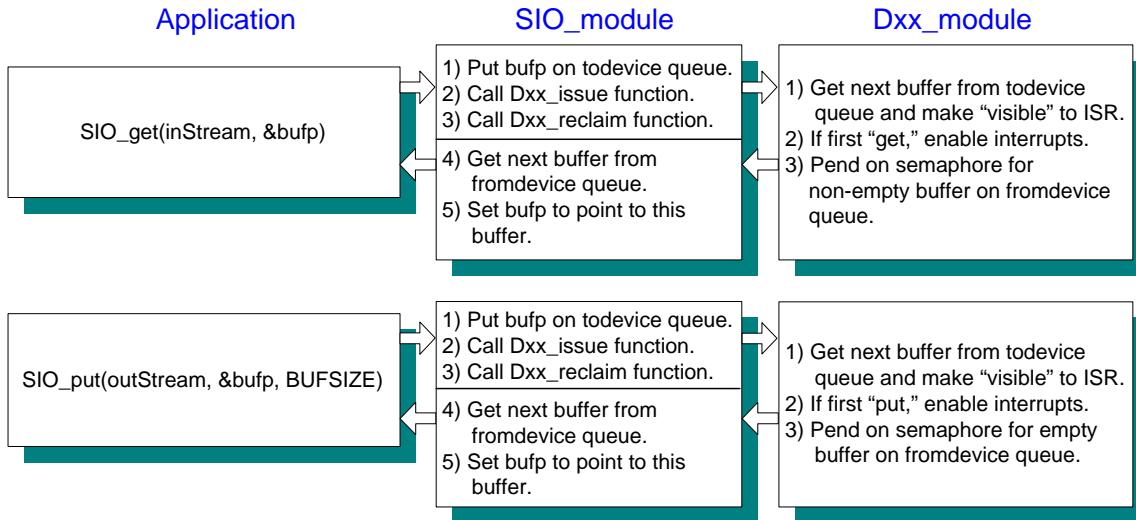 Application
SIO_module
Dxx_module
SIO_get(inStream, &bufp)
1) Put bufp on todevice queue.
2) Call Dxx_issue function.
3) Call Dxx_reclaim function.
4) Get next buffer from
fromdevice queue.
5) Set bufp to point to this
buffer.
1) Get next buffer from todevice
queue and make “visible” to ISR.
2) If first “get,” enable interrupts.
3) Pend on semaphore for
non-empty buffer on fromdevice
queue.
SIO_put(outStream, &bufp, BUFSIZE)
1) Put bufp on todevice queue.
2) Call Dxx_issue function.
3) Call Dxx_reclaim function.
4) Get next buffer from
fromdevice queue.
5) Set bufp to point to this
buffer.
1) Get next buffer from todevice
queue and make “visible” to ISR.
2) If first “put,” enable interrupts.
3) Pend on semaphore for empty
buffer on fromdevice queue.